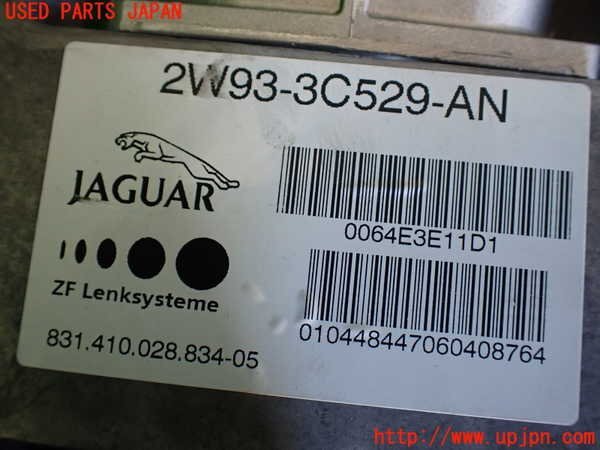 USED PARTS JAPAN
2W93-3C529-AN
JAGUAR
0064E3E11D1
ZF Lenksysteme
831.410.028.834-05
010448447060408764
http://www.upjpn.com